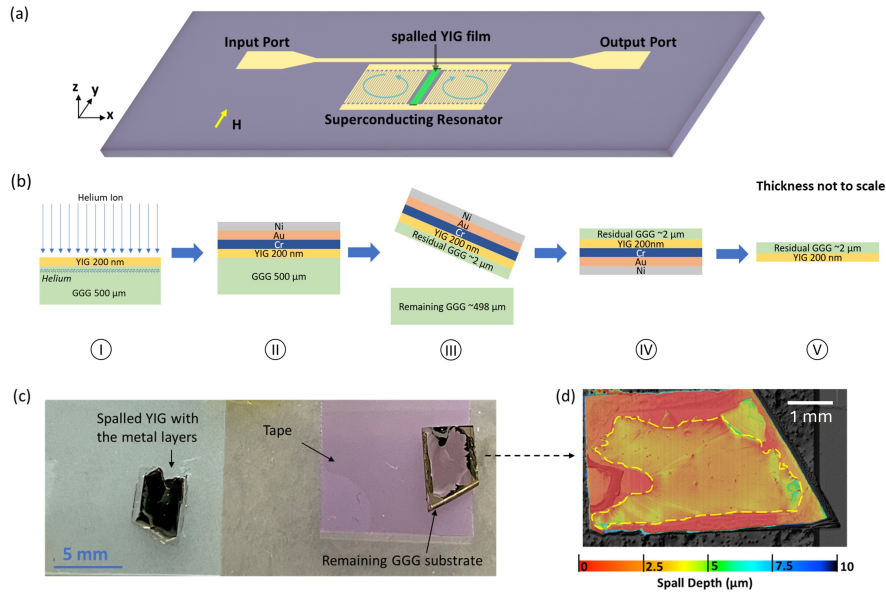 (a)
Input Port
spalled YIG film
Output Port
z
y
x
H
Superconducting Resonator
(b)
Thickness not to scale
Helium Ion
YIG 200 nm
Helium
GGG 500 μm
Ni
Au
Cr
YIG 200 nm
GGG 500 μm
Ni
Au
Cr
YIG 200 nm
Residual GGG ~2 μm
Remaining GGG ~498 μm
Residual GGG ~2 μm
YIG 200nm
Cr
Au
Ni
Residual GGG ~2 μm
YIG 200 nm
I
II
III
IV
V
(c)
Spalled YIG with
the metal layers
Tape
5 mm
Remaining GGG substrate
(d)
1 mm
0 2.5 5 7.5 10
Spall Depth (μm)